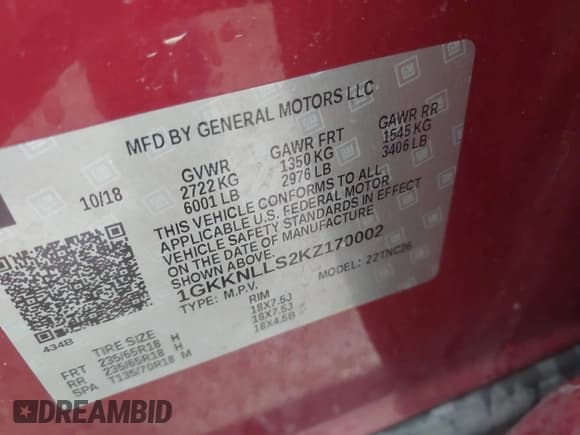 MFD BY GENERAL MOTORS LLC
10/18
GVWR GAWR FRT GAWR RR
2722 KG 1350 KG 1545 KG
6001 LB 2976 LB 3406 LB
THIS VEHICLE CONFORMS TO ALL
APPLICABLE U.S. FEDERAL MOTOR
VEHICLE SAFETY STANDARDS IN EFFECT
ON THE DATE OF MANUFACTURE
SHOWN ABOVE.
1GKKNLLS2KZ170002
TYPE: M.P.V. MODEL: 22TNC26
434B
TIRE SIZE RIM
FRT 235/65R18 H 18X7.5J
RR 235/65R18 H 18X7.5J
SPA T135/70R18 M 18X4.5B
DREAMBID